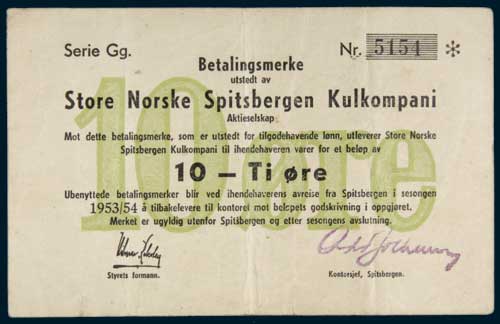 Serie Gg.
Nr. 5154 *
Betalingsmerke
utstedt av
Store Norske Spitsbergen Kulkompani
Aktieselskap
Mot dette betalingsmerke, som er utstedt for tilgodehavende lønn, utleverer Store Norske
Spitsbergen Kulkompani til ihendehaveren varer for et beløp av
10 — Ti øre
Ubenyttede betalingsmerker blir ved ihendehaverens avreise fra Spitsbergen i sesongen
1953/54 å tilbakelevere til kontoret mot beløpets godskrivning i oppgjøret.
Merket er ugyldig utenfor Spitsbergen og etter sesongens avslutning.
Styrets formann.
Kontorsjef, Spitsbergen.
10 øre